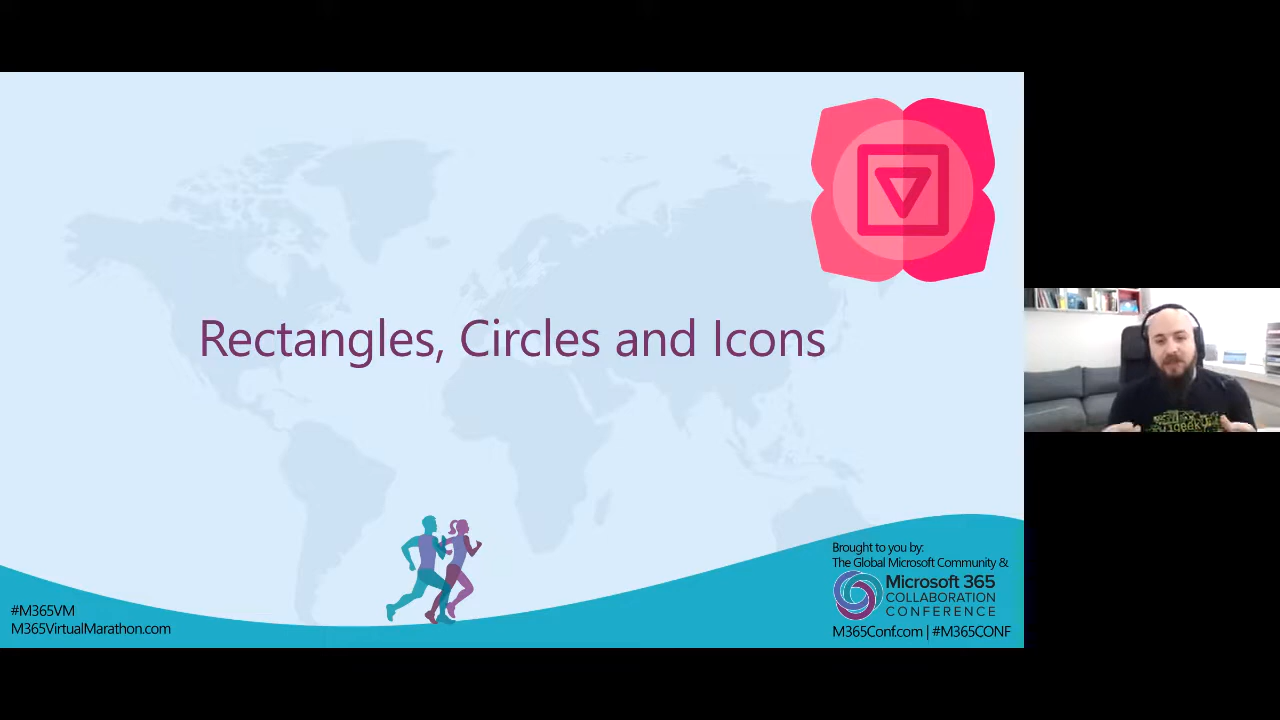 Rectangles, Circles and Icons
#M365VM
M365VirtualMarathon.com
Brought to you by:
The Global Microsoft Community &
Microsoft 365
COLLABORATION
CONFERENCE
M365Conf.com | #M365CONF